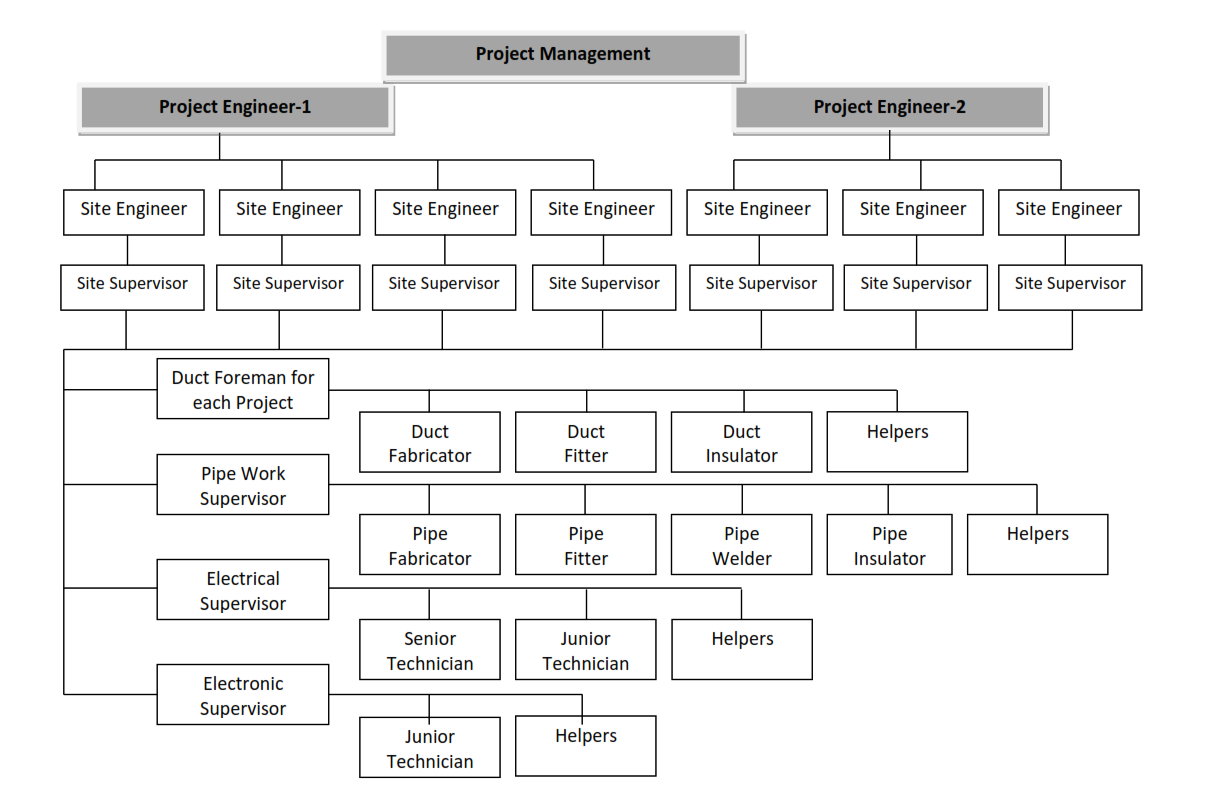 Project Management
Project Engineer-1
Project Engineer-2
Site Engineer
Site Engineer
Site Engineer
Site Engineer
Site Engineer
Site Engineer
Site Engineer
Site Supervisor
Site Supervisor
Site Supervisor
Site Supervisor
Site Supervisor
Site Supervisor
Site Supervisor
Duct Foreman for
each Project
Duct
Fabricator
Duct
Fitter
Duct
Insulator
Helpers
Pipe Work
Supervisor
Pipe
Fabricator
Pipe
Fitter
Pipe
Welder
Pipe
Insulator
Helpers
Electrical
Supervisor
Senior
Technician
Junior
Technician
Helpers
Electronic
Supervisor
Junior
Technician
Helpers